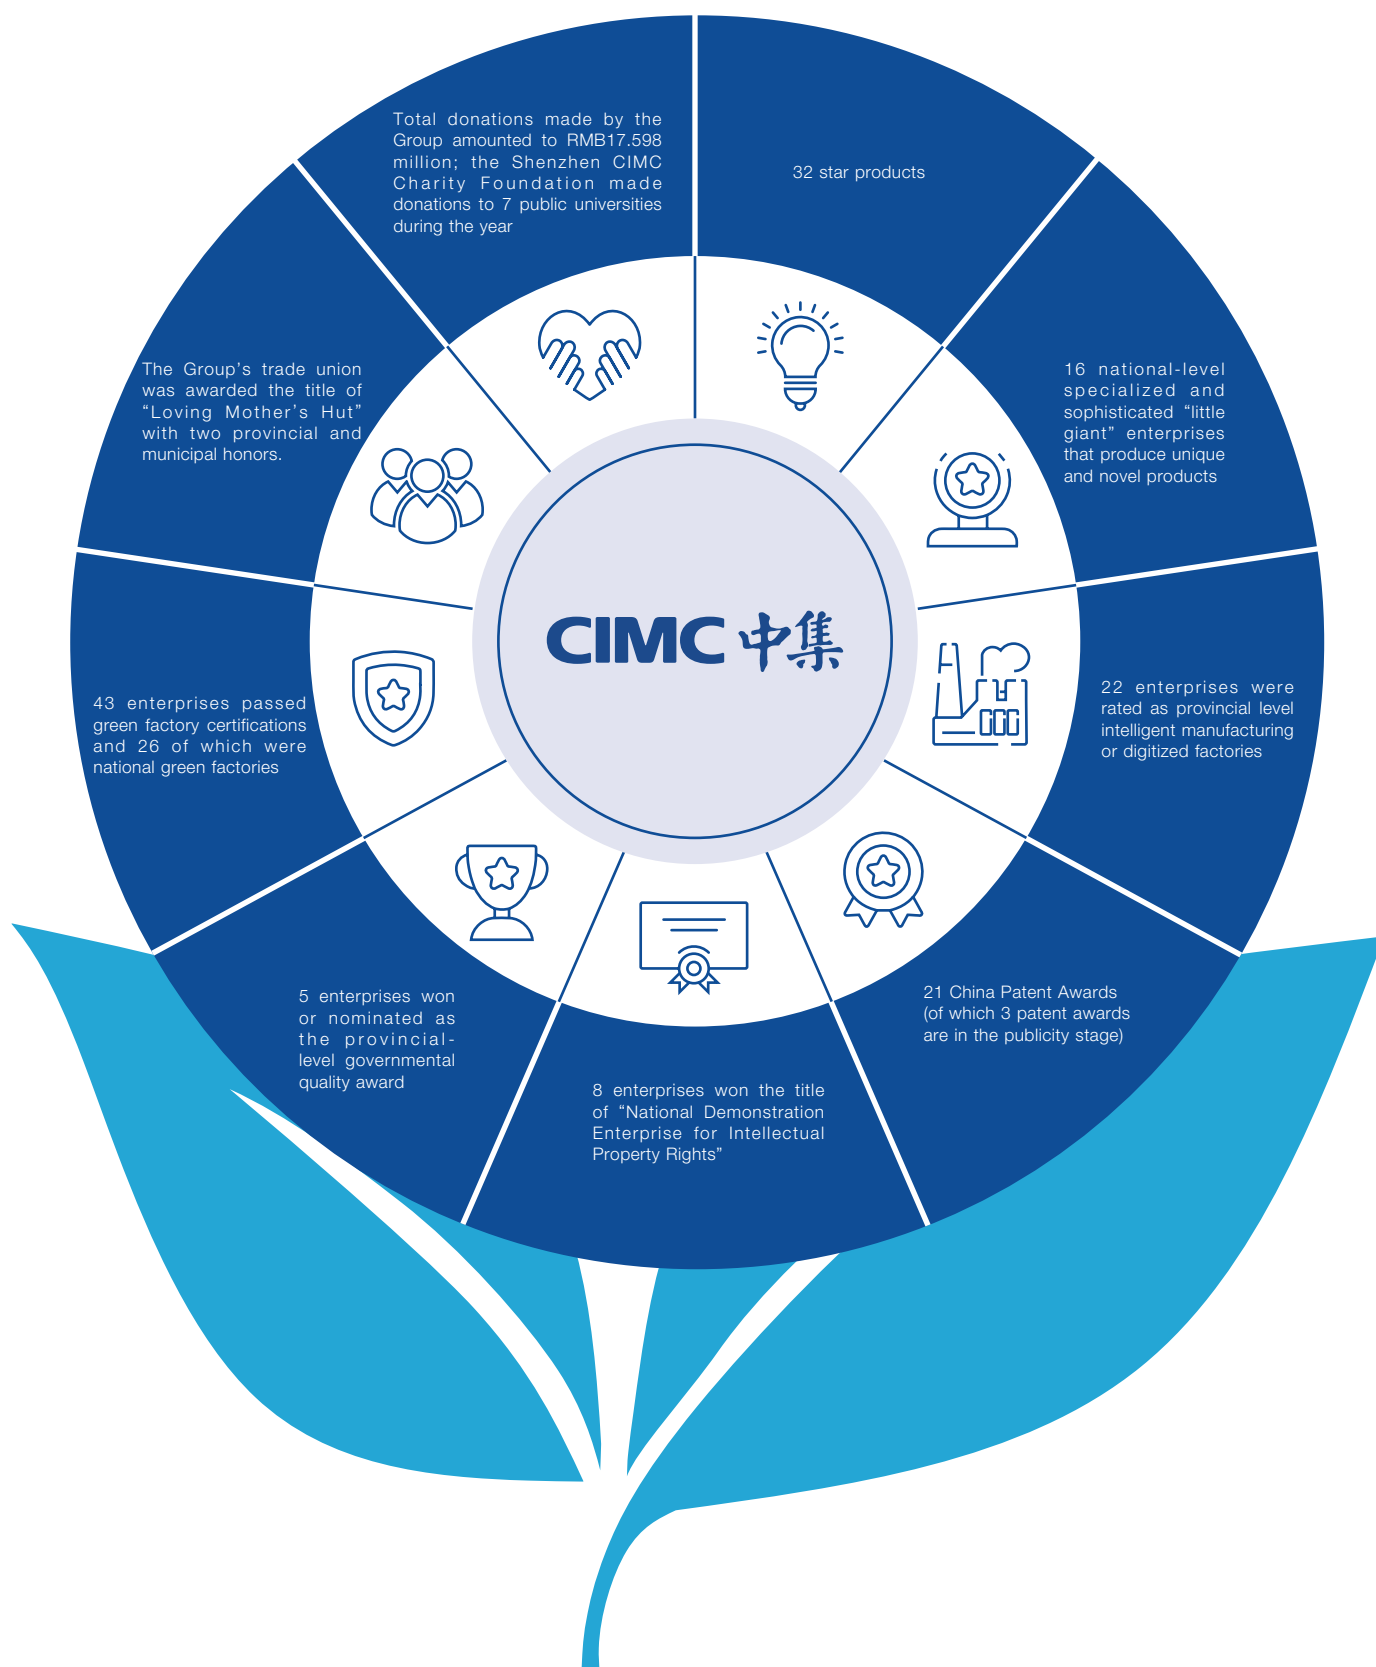 Total donations made by the
Group amounted to RMB17.598
million; the Shenzhen CIMC
Charity Foundation made
donations to 7 public universities
during the year
32 star products
16 national-level
specialized and
sophisticated “little
giant” enterprises
that produce unique
and novel products
22 enterprises were
rated as provincial level
intelligent manufacturing
or digitized factories
21 China Patent Awards
(of which 3 patent awards
are in the publicity stage)
8 enterprises won the title
of “National Demonstration
Enterprise for Intellectual
Property Rights”
5 enterprises won
or nominated as
the provincial-
level governmental
quality award
43 enterprises passed
green factory certifications
and 26 of which were
national green factories
The Group’s trade union
was awarded the title of
“Loving Mother’s Hut”
with two provincial and
municipal honors.
CIMC 中集